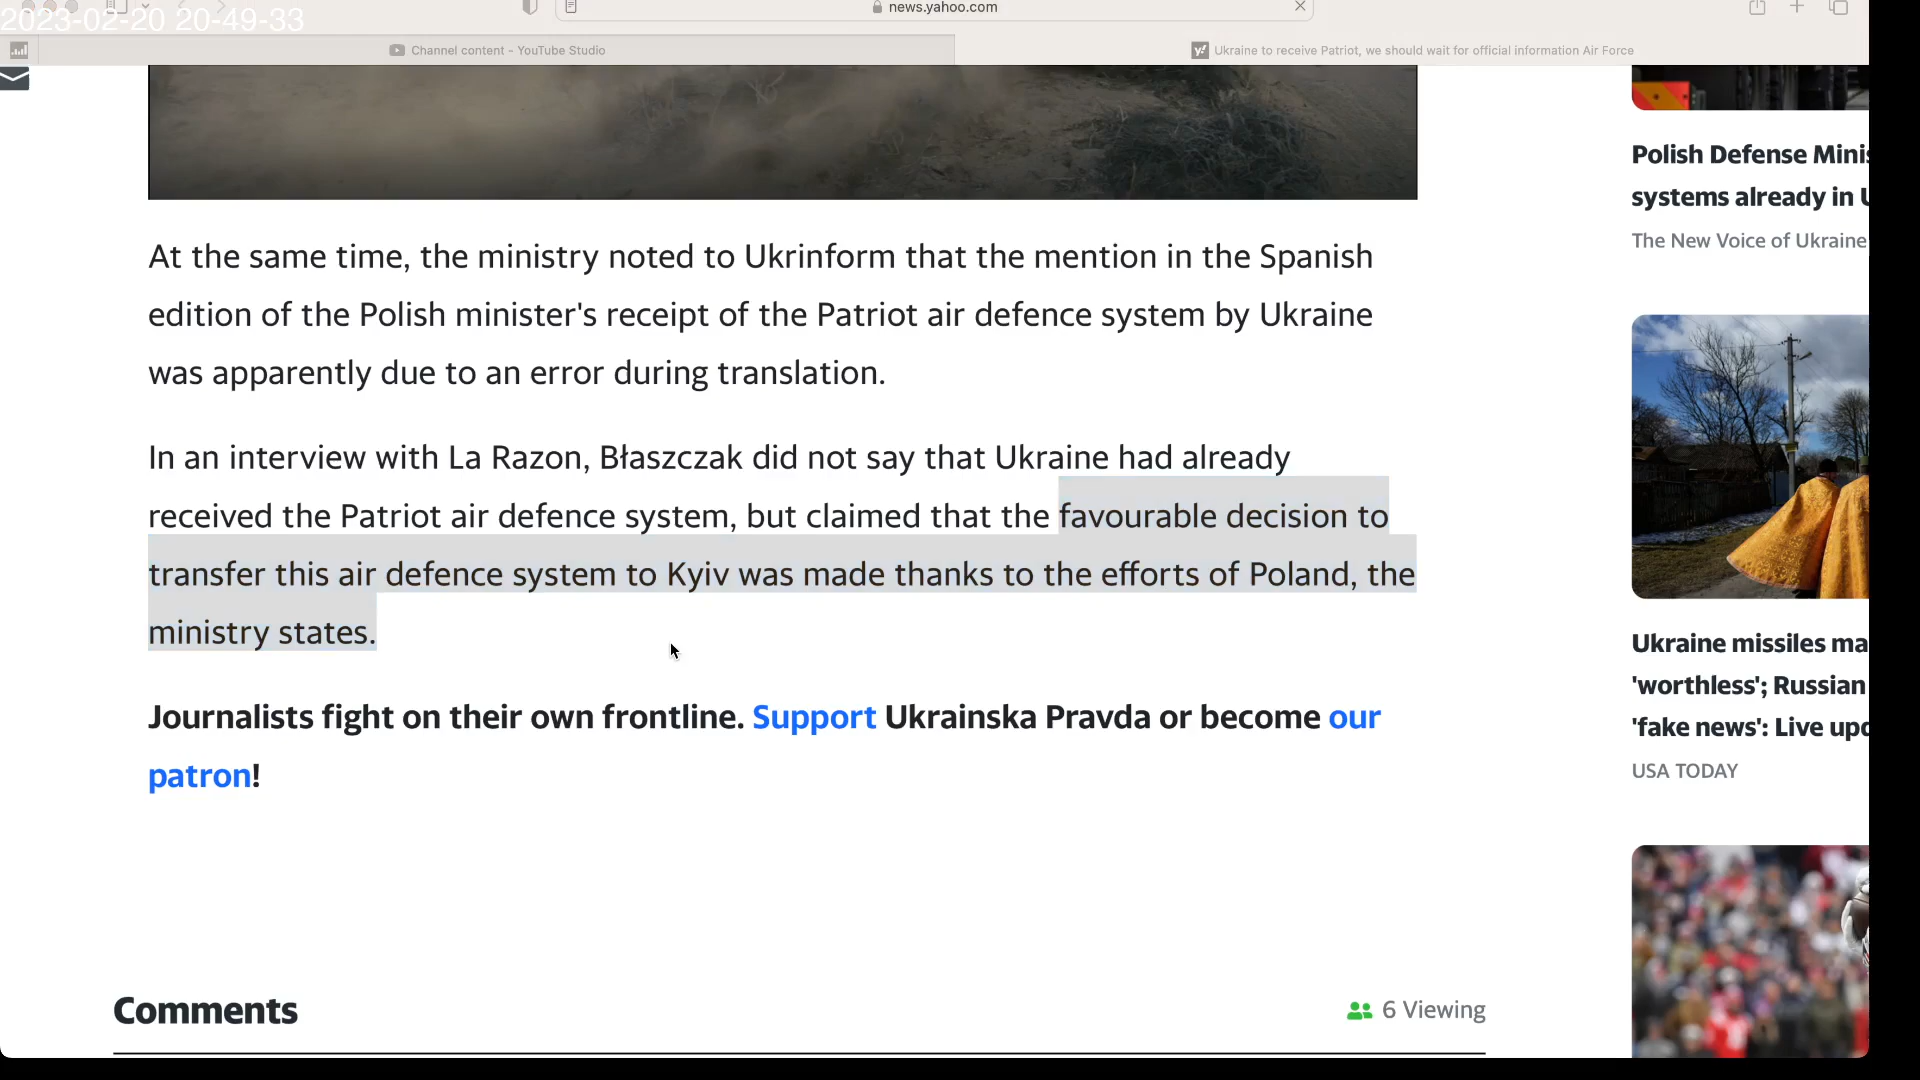 2023-02-20 20-49-33
news.yahoo.com
Channel content - YouTube Studio
Ukraine to receive Patriot, we should wait for official information Air Force
At the same time, the ministry noted to Ukrinform that the mention in the Spanish
edition of the Polish minister's receipt of the Patriot air defence system by Ukraine
was apparently due to an error during translation.
In an interview with La Razon, Błaszczak did not say that Ukraine had already
received the Patriot air defence system, but claimed that the favourable decision to
transfer this air defence system to Kyiv was made thanks to the efforts of Poland, the
ministry states.
Journalists fight on their own frontline. Support Ukrainska Pravda or become our
patron!
Comments
6 Viewing
Polish Defense Minis
systems already in U
The New Voice of Ukraine
Ukraine missiles ma
'worthless'; Russian
'fake news': Live upd
USA TODAY